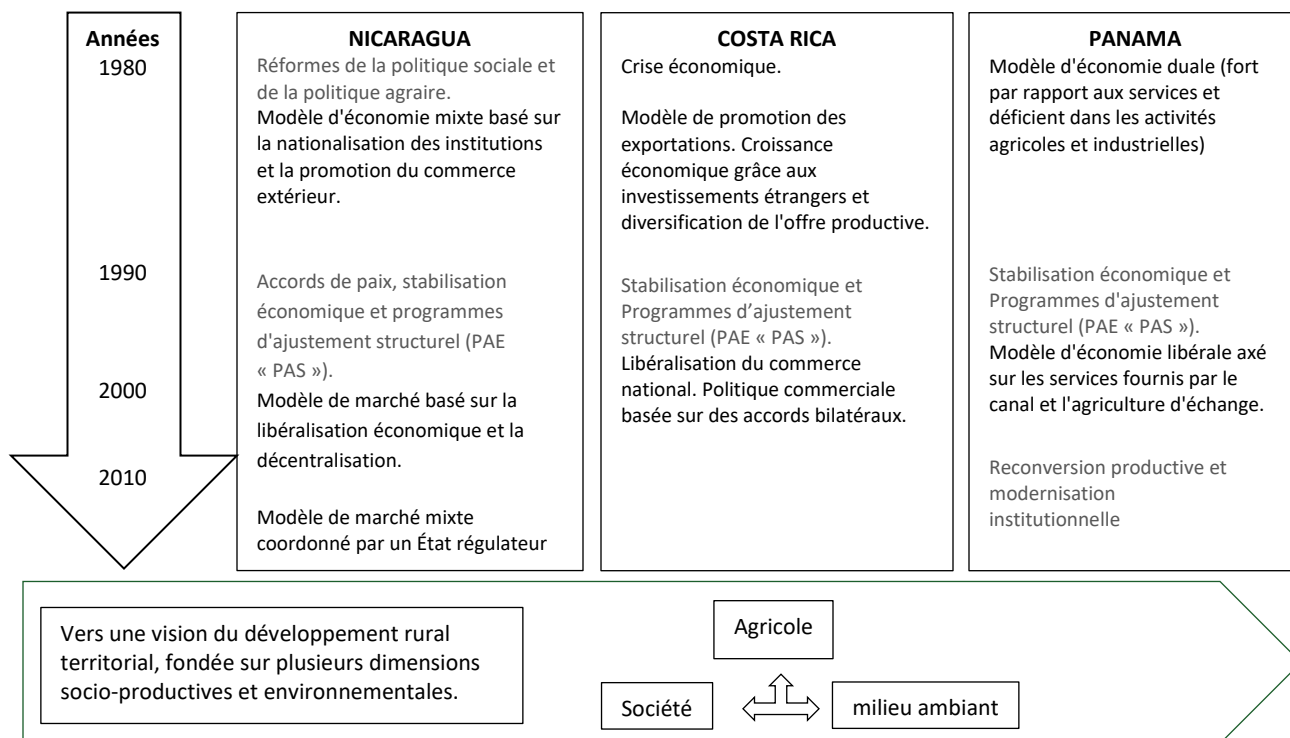 Années
1980
1990
2000
2010
NICARAGUA
Réformes de la politique sociale et
de la politique agraire.
Modèle d'économie mixte basé sur
la nationalisation des institutions
et la promotion du commerce
extérieur.
Accords de paix, stabilisation
économique et programmes
d'ajustement structurel (PAE
« PAS »).
Modèle de marché basé sur la
libéralisation économique et la
décentralisation.
Modèle de marché mixte
coordonné par un État régulateur
COSTA RICA
Crise économique.
Modèle de promotion des
exportations. Croissance
économique grâce aux
investissements étrangers et
diversification de l'offre productive.
Stabilisation économique et
Programmes d’ajustement
structurel (PAE « PAS »).
Libéralisation du commerce
national. Politique commerciale
basée sur des accords bilatéraux.
PANAMA
Modèle d'économie duale (fort
par rapport aux services et
déficient dans les activités
agricoles et industrielles)
Stabilisation économique et
Programmes d'ajustement
structurel (PAE « PAS »).
Modèle d'économie libérale axé
sur les services fournis par le
canal et l'agriculture d'échange.
Reconversion productive et
modernisation
institutionnelle
Vers une vision du développement rural
territorial, fondée sur plusieurs dimensions
socio-productives et environnementales.
Agricole
Société
milieu ambiant